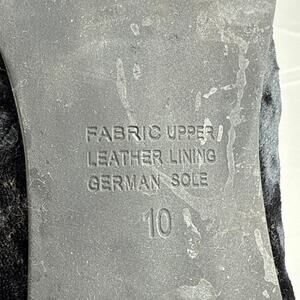 FABRIC UPPER
LEATHER LINING
GERMAN SOLE
10